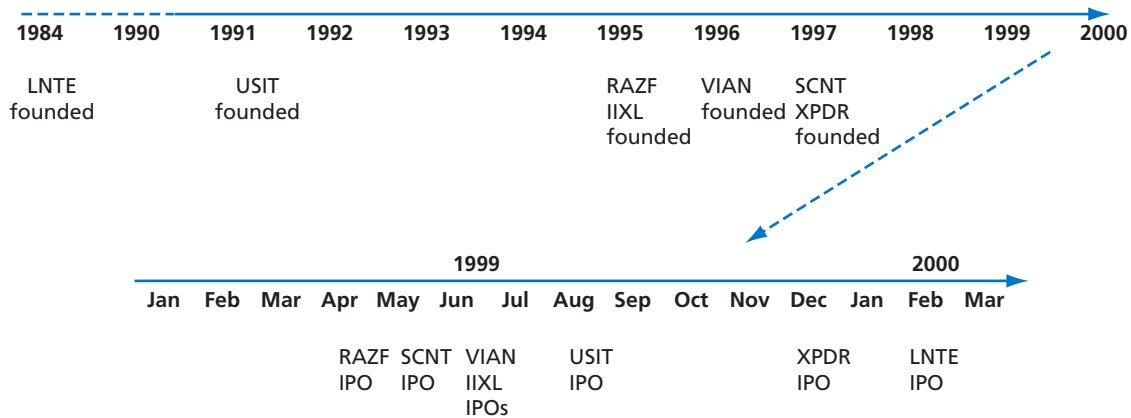 1984 1990 1991 1992 1993 1994 1995 1996 1997 1998 1999 2000
LNTE USIT RAZF VIAN SCNT
founded founded IIXL founded XPDR
founded founded
1999 2000
Jan Feb Mar Apr May Jun Jul Aug Sep Oct Nov Dec Jan Feb Mar
RAZF SCNT VIAN USIT XPDR LNTE
IPO IPO IIXL IPO IPO IPO
IPOs